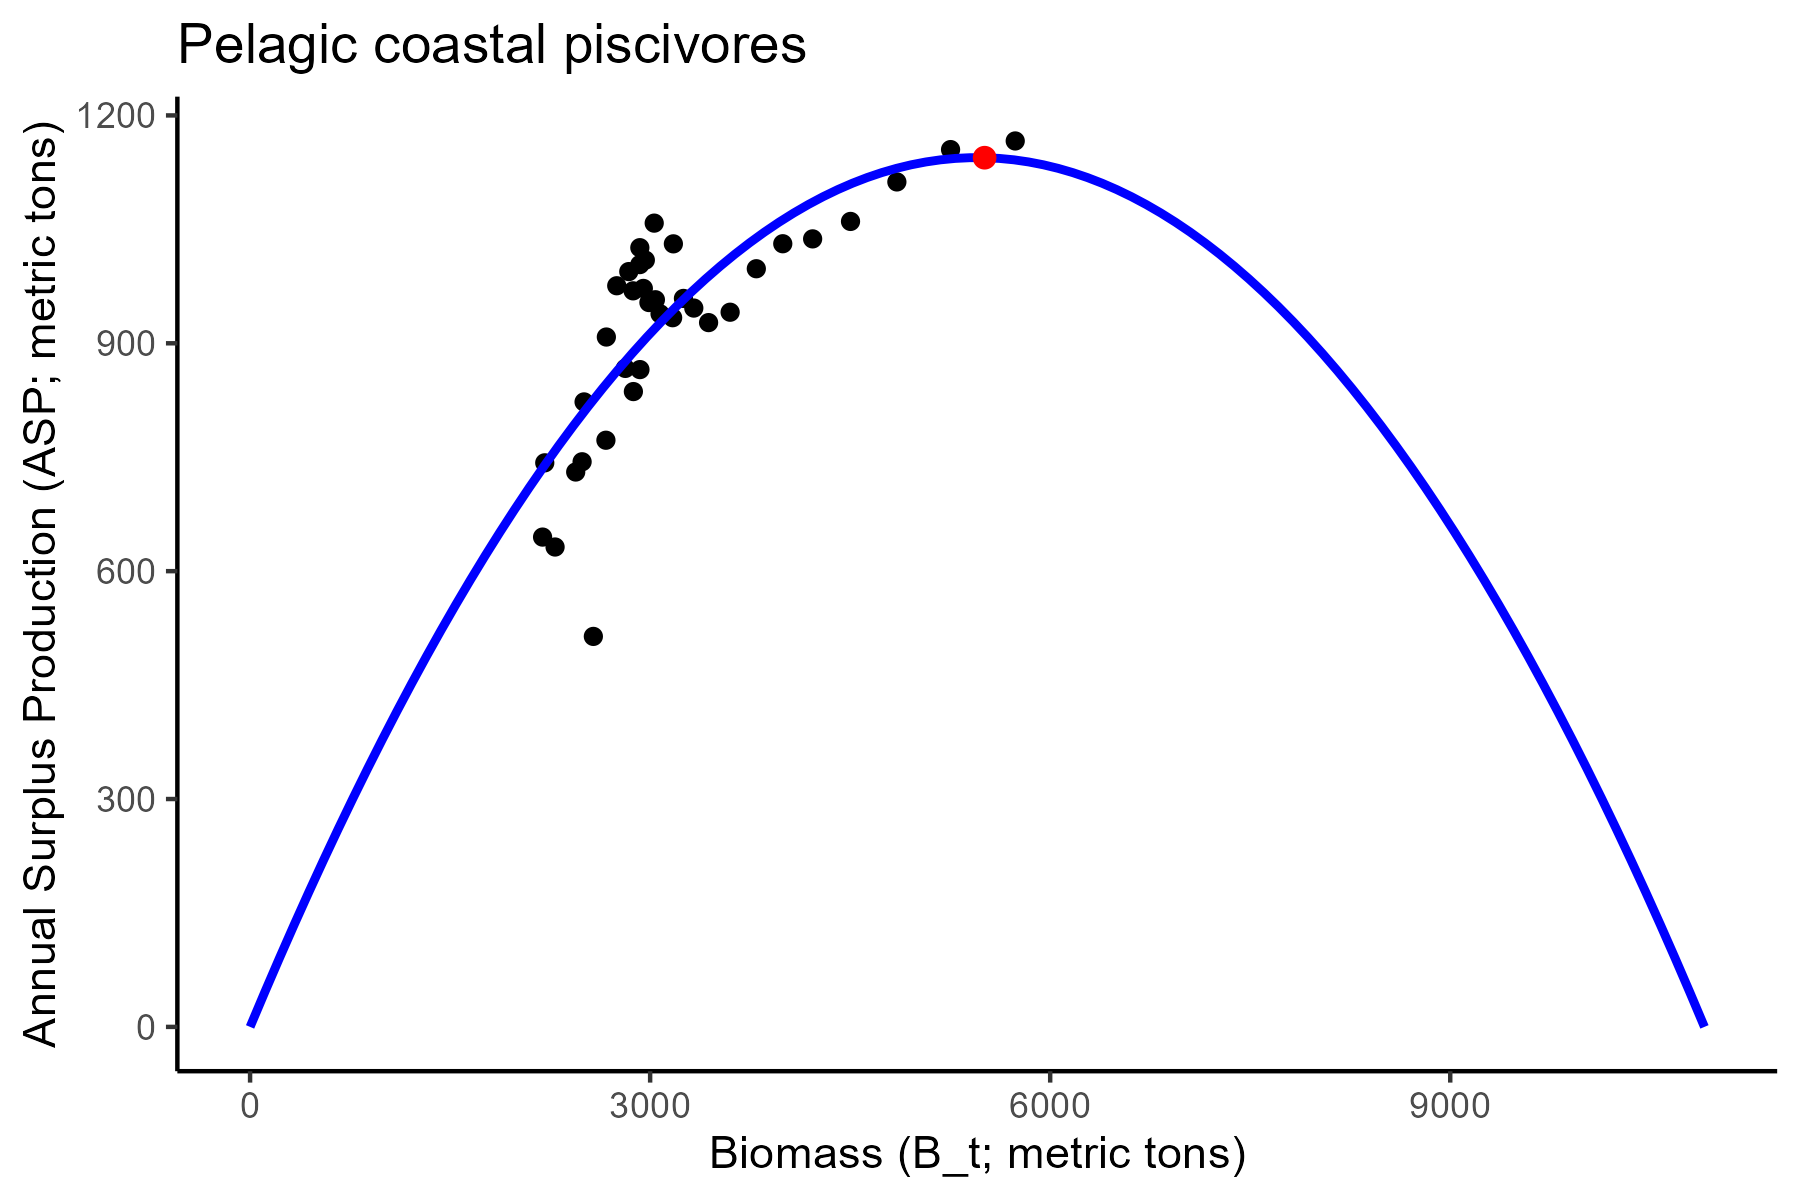 Pelagic coastal piscivores
Annual Surplus Production (ASP; metric tons)
1200
900
600
300
0
0 3000 6000 9000
Biomass (B_t; metric tons)